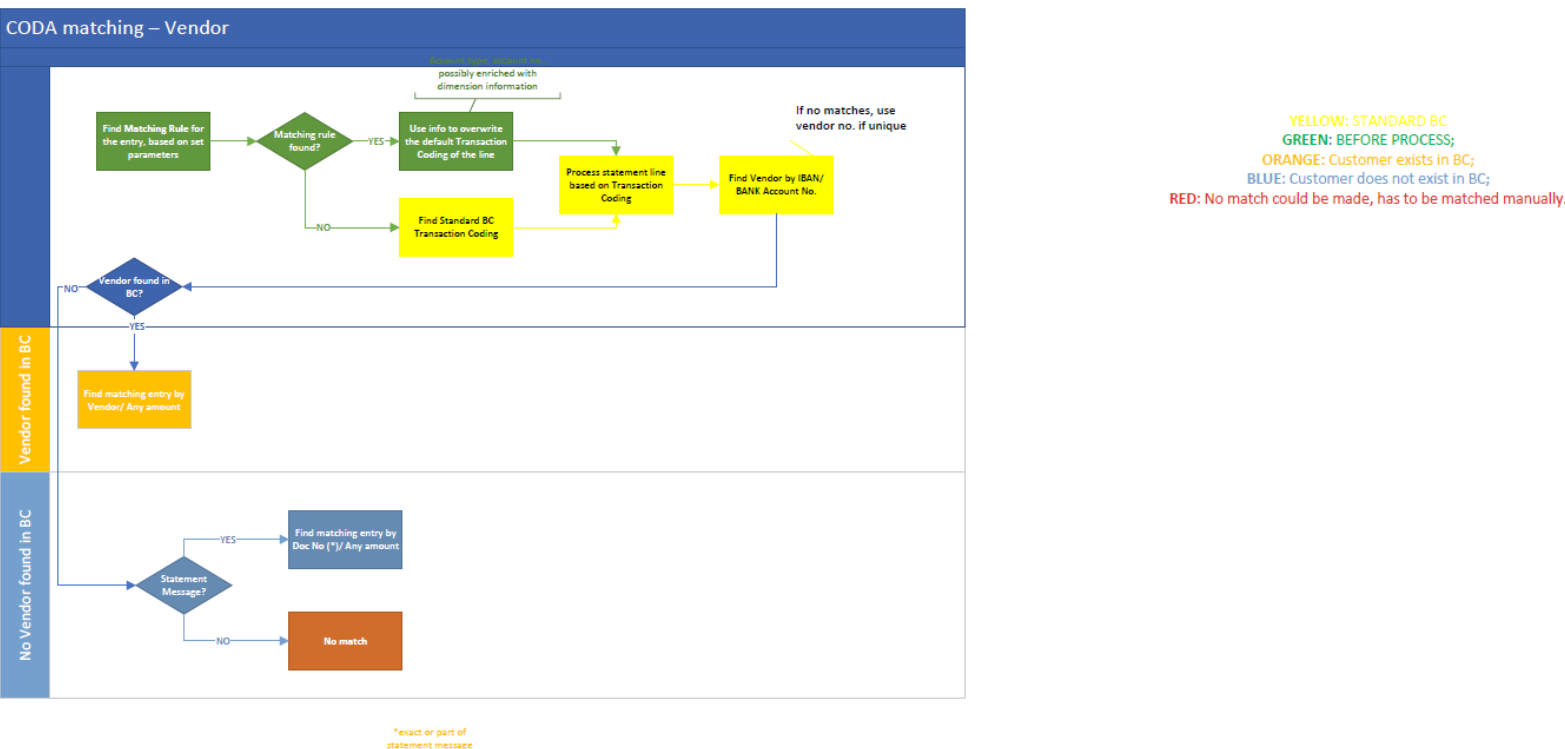 CODA matching – Vendor
Account type, account no...
possibly enriched with
dimension information
If no matches, use
vendor no. if unique
Find Matching Rule for
the entry, based on set
parameters
Matching rule
found?
YES
Use info to overwrite
the default Transaction
Coding of the line
Process statement line
based on Transaction
Coding
Find Vendor by IBAN/
BANK Account No.
NO
Find Standard BC
Transaction Coding
Vendor found in
BC?
NO
YES
Vendor found in BC
Find matching entry by
Vendor/ Any amount
No Vendor found in BC
Statement
Message?
YES
Find matching entry by
Doc No (*)/ Any amount
NO
No match
*exact or part of
statement message
YELLOW: STANDARD BC
GREEN: BEFORE PROCESS;
ORANGE: Customer exists in BC;
BLUE: Customer does not exist in BC;
RED: No match could be made, has to be matched manually.